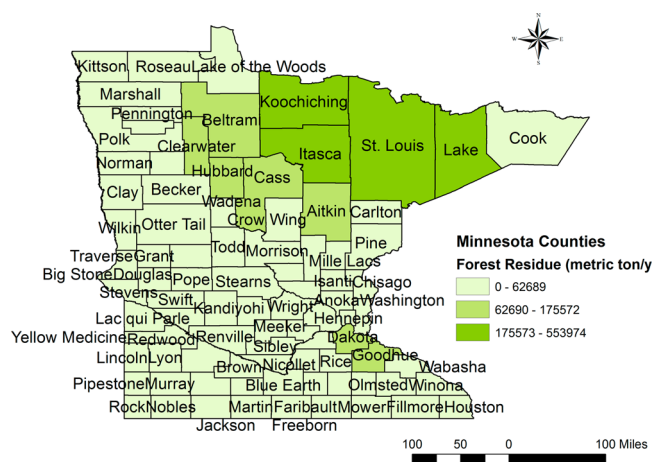 N
W E
S
Kittson Roseau Lake of the Woods
Marshall
Koochiching
Pennington
Beltrami
Polk
Clearwater
St. Louis
Cook
Norman
Itasca
Lake
Hubbard
Cass
Clay
Becker
Wadena
Aitkin
Carlton
Wilkin
Otter Tail
Crow Wing
Pine
Todd
Morrison
Minnesota Counties
Traverse Grant
Mille Lacs
Forest Residue (metric ton/y
Big Stone Douglas
Pope
Stearns
Isanti Chisago
0 - 62689
Stevens
Swift
Anoka Washington
Kandiyohi
Wright
62690 - 175572
Lac qui Parle
Hennepin
Meeker
175573 - 553974
Yellow Medicine
Redwood
Renville
Dakota
Sibley
Lincoln Lyon
Goodhue
Brown
Nicollet
Rice
Wabasha
Pipestone Murray
Blue Earth
Olmsted Winona
Rock Nobles
Martin
Faribault
Mower Fillmore Houston
Jackson
Freeborn
100 50 0 100 Miles